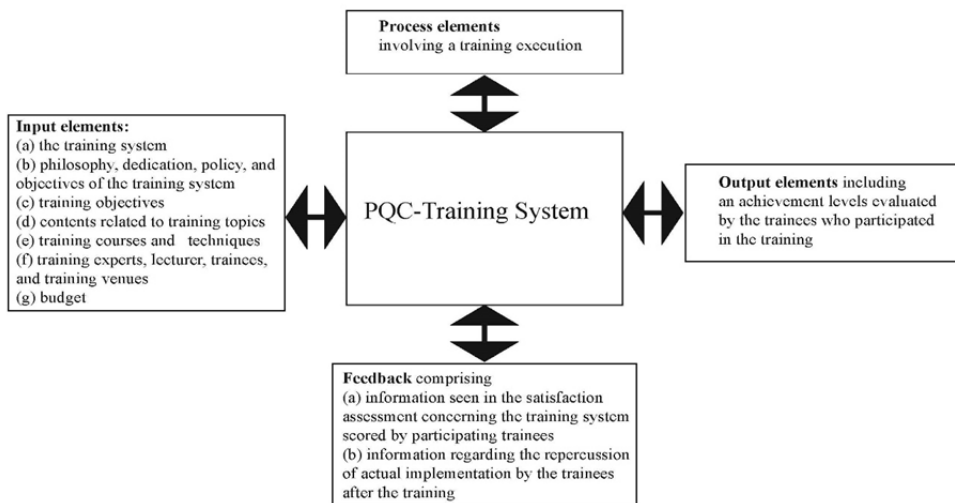 Process elements
involving a training execution
Input elements:
(a) the training system
(b) philosophy, dedication, policy, and
objectives of the training system
(c) training objectives
(d) contents related to training topics
(e) training courses and techniques
(f) training experts, lecturer, trainees,
and training venues
(g) budget
PQC-Training System
Output elements including
an achievement levels evaluated
by the trainees who participated
in the training
Feedback comprising
(a) information seen in the satisfaction
assessment concerning the training system
scored by participating trainees
(b) information regarding the repercussion
of actual implementation by the trainees
after the training